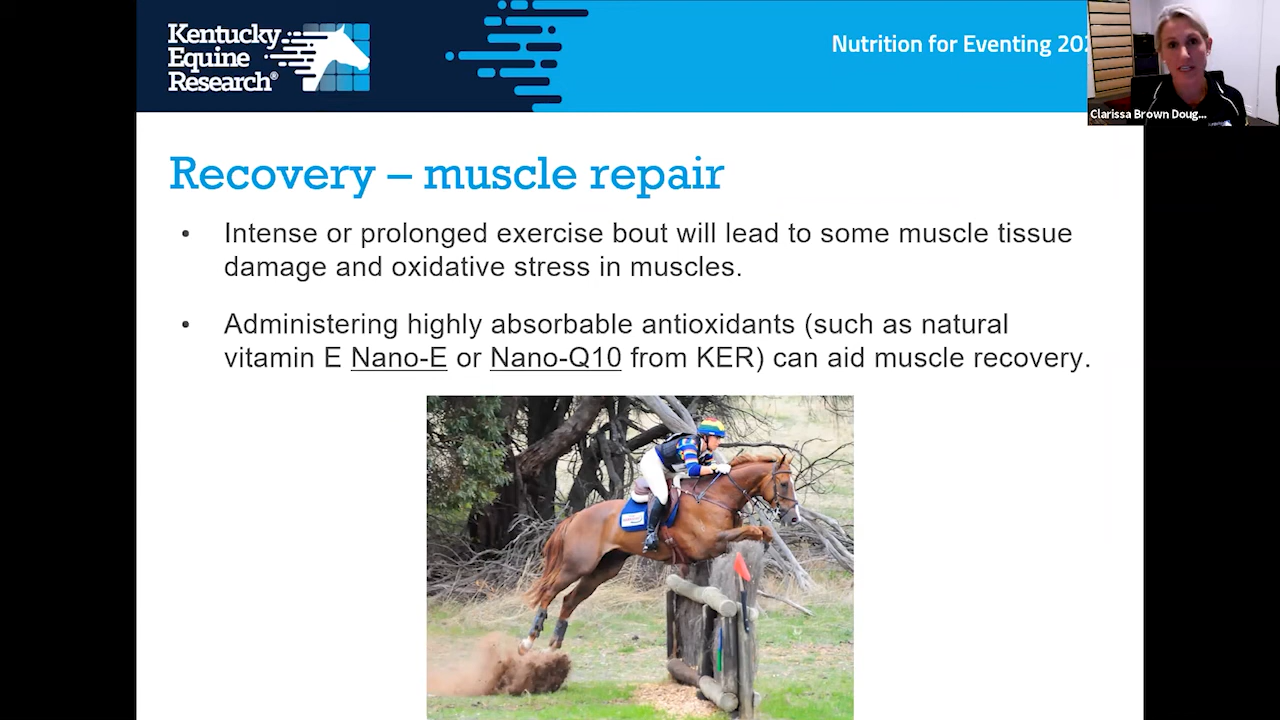 Kentucky
Equine
Research®
Nutrition for Eventing
Clarissa Brown Doug...
Recovery – muscle repair
• Intense or prolonged exercise bout will lead to some muscle tissue
damage and oxidative stress in muscles.
• Administering highly absorbable antioxidants (such as natural
vitamin E Nano-E or Nano-Q10 from KER) can aid muscle recovery.